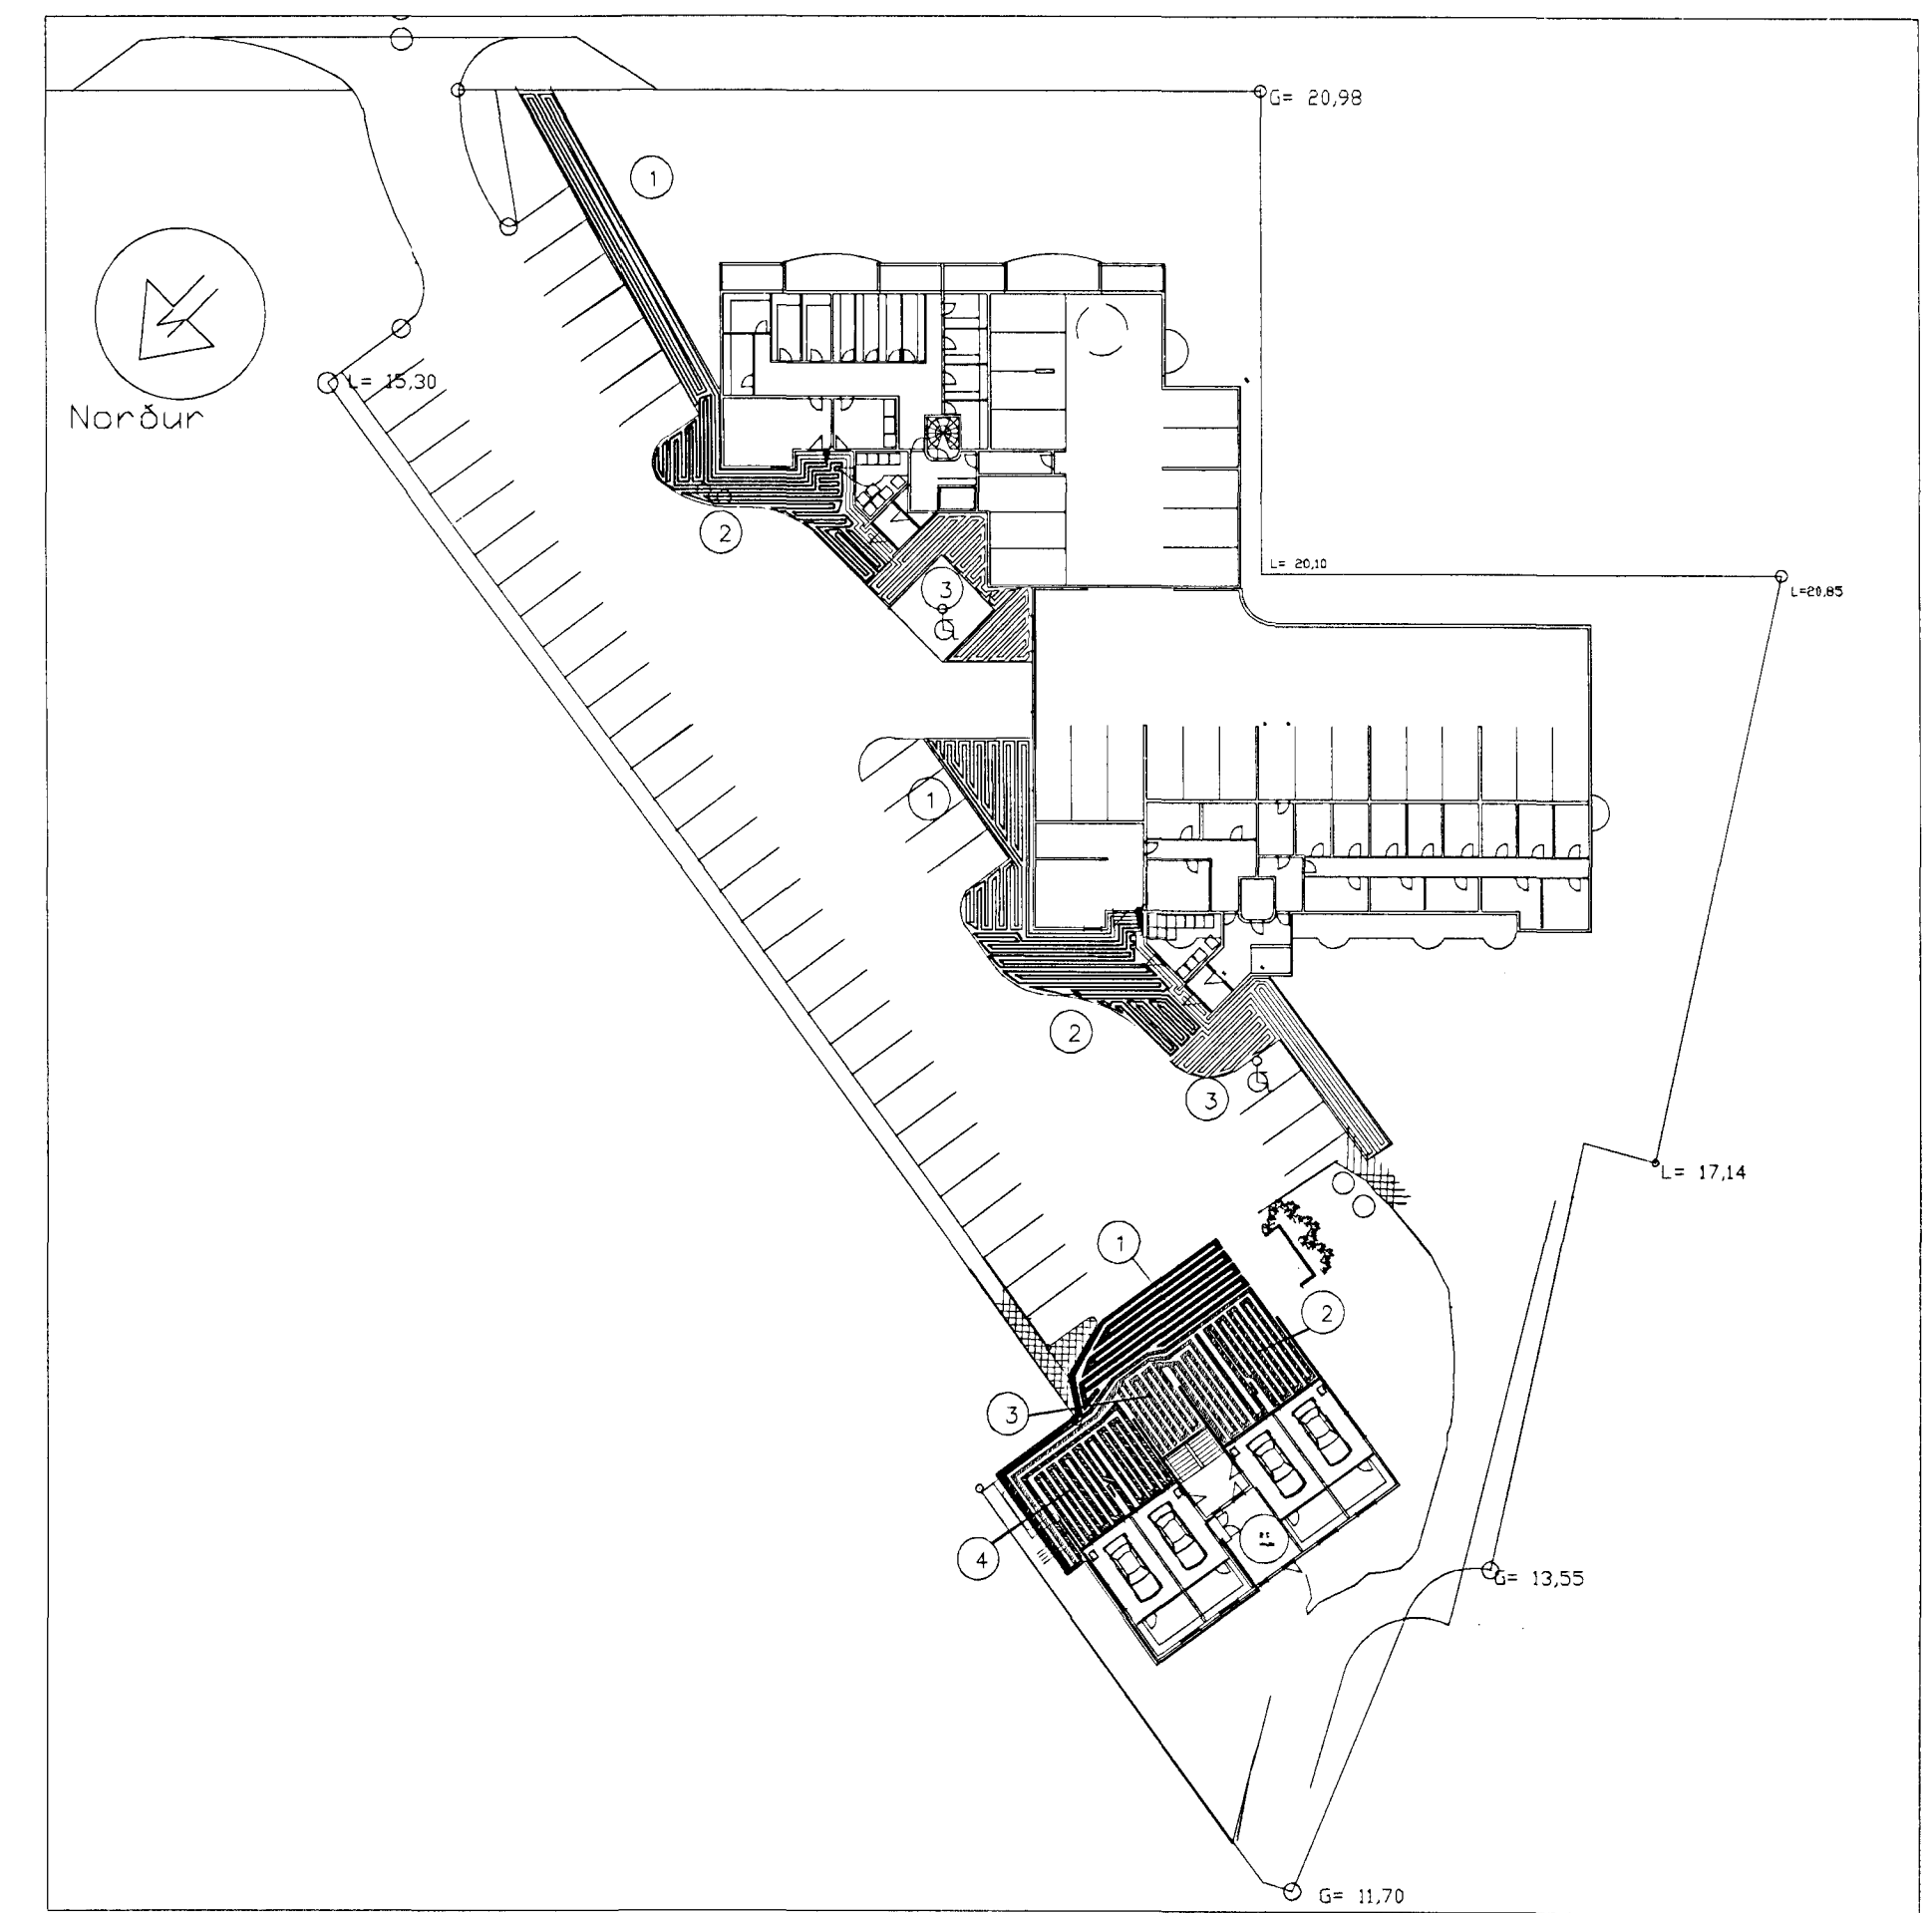 G= 20,98
1
L= 15,30
Norður
2
3
L= 20,10
L=20,85
1
2
3
L= 17,14
1
2
3
4
G= 13,55
G= 11,70